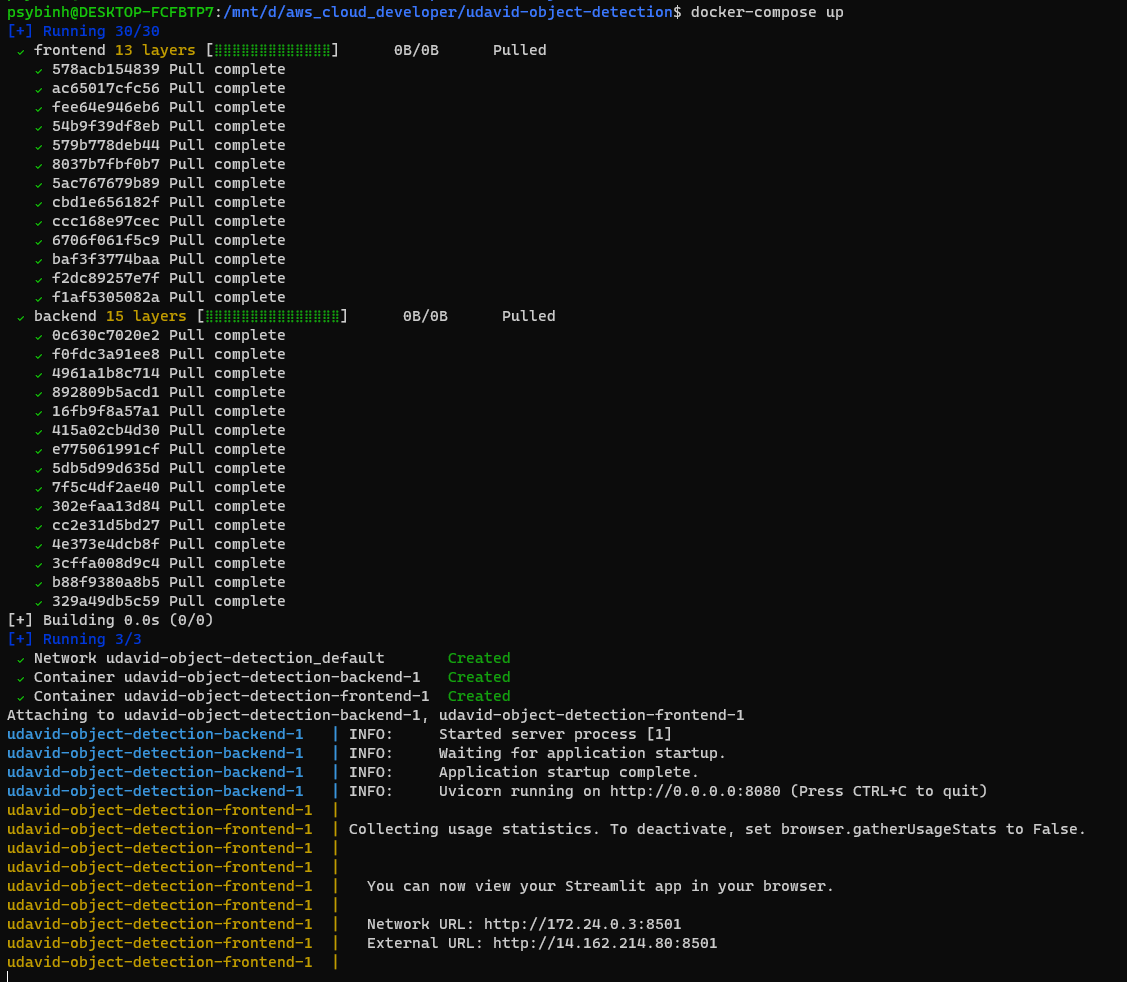 psybinh@DESKTOP-FCFBTP7:/mnt/d/aws_cloud_developer/udavid-object-detection$ docker-compose up
[+] Running 30/30
✓ frontend 13 layers [⣿⣿⣿⣿⣿⣿⣿⣿⣿⣿⣿⣿⣿] 0B/0B Pulled
✓ 578acb154839 Pull complete
✓ ac65017cfc56 Pull complete
✓ fee64e946eb6 Pull complete
✓ 54b9f39df8eb Pull complete
✓ 579b778deb44 Pull complete
✓ 8037b7fbf0b7 Pull complete
✓ 5ac767679b89 Pull complete
✓ cbd1e656182f Pull complete
✓ ccc168e97cec Pull complete
✓ 6706f061f5c9 Pull complete
✓ baf3f3774baa Pull complete
✓ f2dc89257e7f Pull complete
✓ f1af5305082a Pull complete
✓ backend 15 layers [⣿⣿⣿⣿⣿⣿⣿⣿⣿⣿⣿⣿⣿⣿⣿] 0B/0B Pulled
✓ 0c630c7020e2 Pull complete
✓ f0fdc3a91ee8 Pull complete
✓ 4961a1b8c714 Pull complete
✓ 892809b5acd1 Pull complete
✓ 16fb9f8a57a1 Pull complete
✓ 415a02cb4d30 Pull complete
✓ e775061991cf Pull complete
✓ 5db5d99d635d Pull complete
✓ 7f5c4df2ae40 Pull complete
✓ 302efaa13d84 Pull complete
✓ cc2e31d5bd27 Pull complete
✓ 4e373e4dcb8f Pull complete
✓ 3cffa008d9c4 Pull complete
✓ b88f9380a8b5 Pull complete
✓ 329a49db5c59 Pull complete
[+] Building 0.0s (0/0)
[+] Running 3/3
✓ Network udavid-object-detection_default Created
✓ Container udavid-object-detection-backend-1 Created
✓ Container udavid-object-detection-frontend-1 Created
Attaching to udavid-object-detection-backend-1, udavid-object-detection-frontend-1
udavid-object-detection-backend-1 | INFO: Started server process [1]
udavid-object-detection-backend-1 | INFO: Waiting for application startup.
udavid-object-detection-backend-1 | INFO: Application startup complete.
udavid-object-detection-backend-1 | INFO: Uvicorn running on http://0.0.0.0:8080 (Press CTRL+C to quit)
udavid-object-detection-frontend-1 |
udavid-object-detection-frontend-1 | Collecting usage statistics. To deactivate, set browser.gatherUsageStats to False.
udavid-object-detection-frontend-1 |
udavid-object-detection-frontend-1 |
udavid-object-detection-frontend-1 | You can now view your Streamlit app in your browser.
udavid-object-detection-frontend-1 |
udavid-object-detection-frontend-1 | Network URL: http://172.24.0.3:8501
udavid-object-detection-frontend-1 | External URL: http://14.162.214.80:8501
udavid-object-detection-frontend-1 |